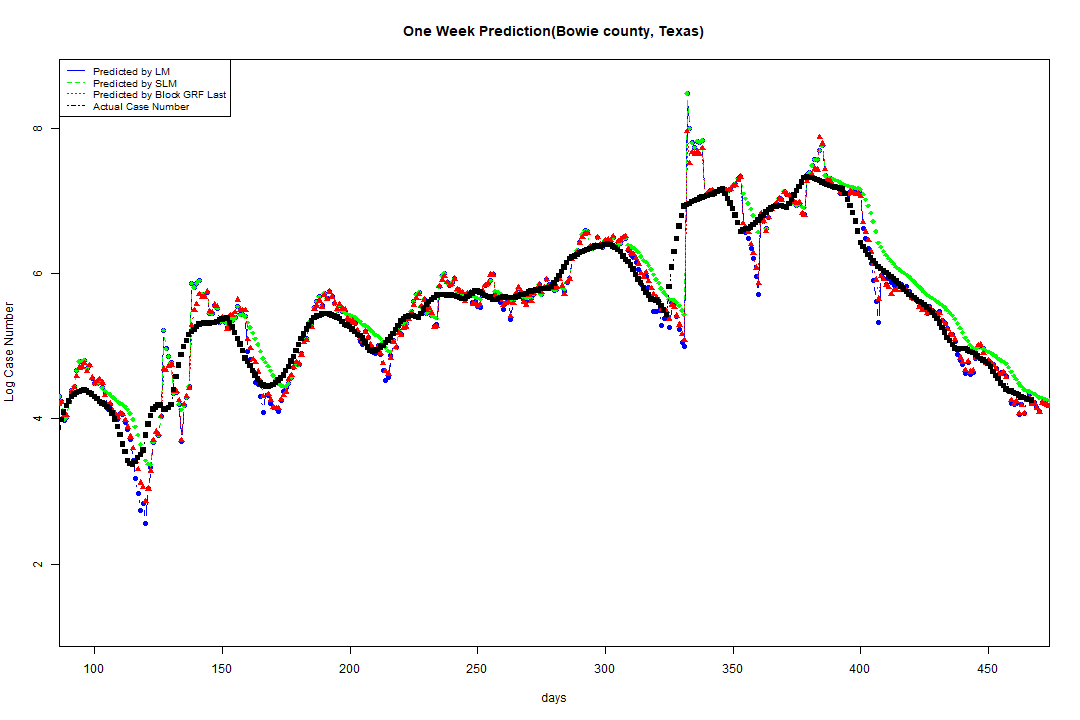 One Week Prediction(Bowie county, Texas)
Predicted by LM
Predicted by SLM
Predicted by Block GRF Last
Actual Case Number
8
6
4
2
Log Case Number
100 150 200 250 300 350 400 450
days